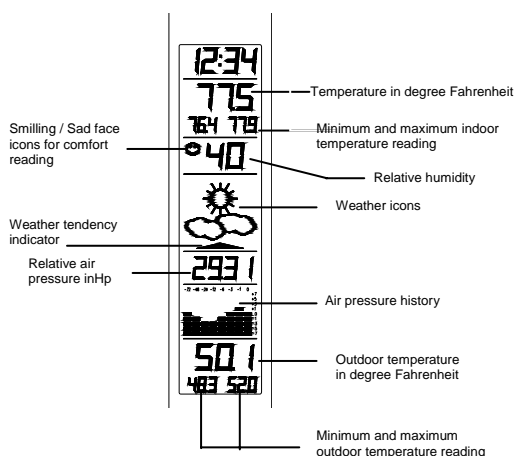 12:34
77.5
Temperature in degree Fahrenheit
76.4 77.9
Minimum and maximum indoor
temperature reading
Smilling / Sad face
icons for comfort
reading
40
Relative humidity
Weather icons
Weather tendency
indicator
Relative air
pressure inHp
29.31
Air pressure history
50.1
Outdoor temperature
in degree Fahrenheit
48.3 52.0
Minimum and maximum
outdoor temperature reading